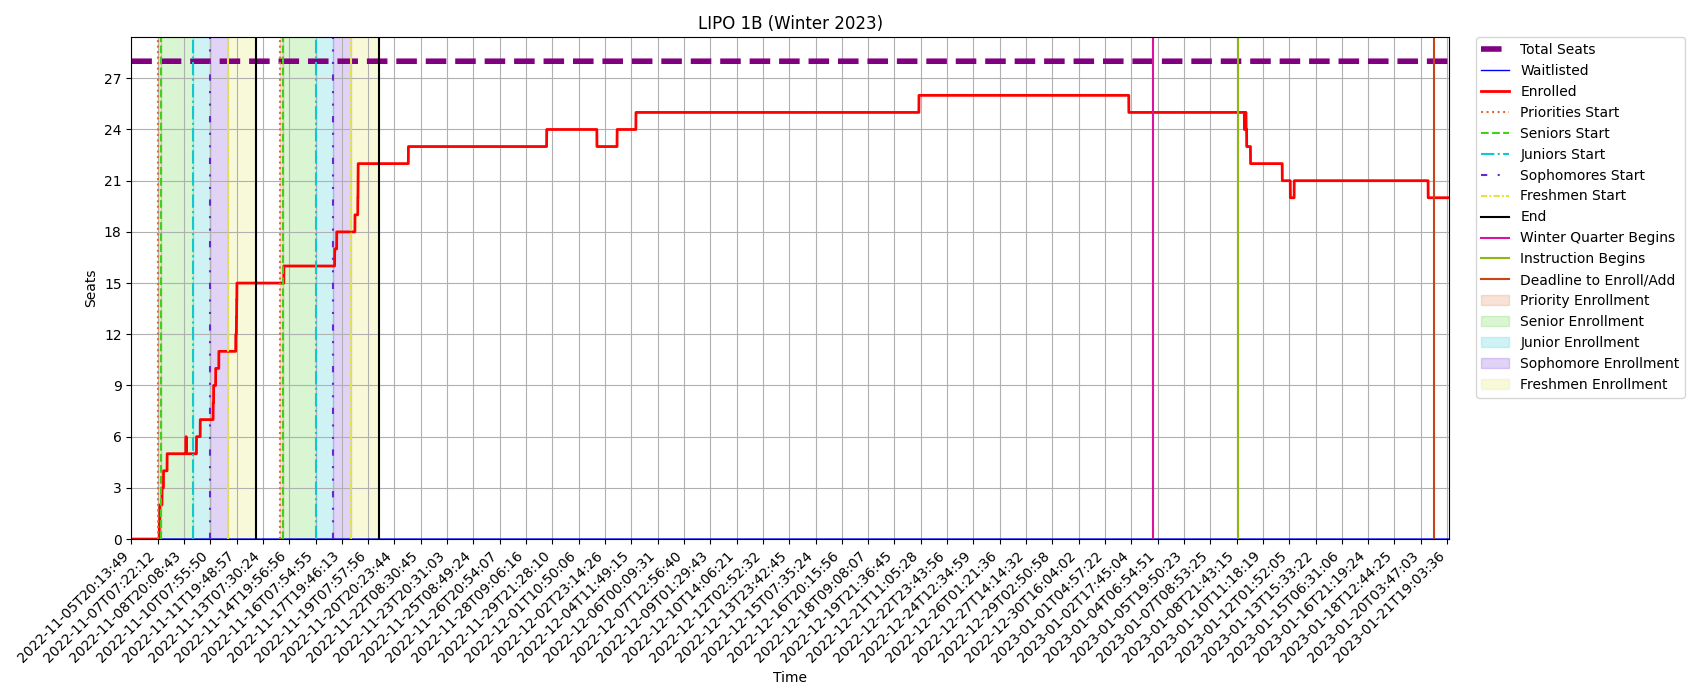 LIPO 1B (Winter 2023)
Seats
27
24
21
18
15
12
9
6
3
0
2022-11-05T20:13:49
2022-11-07T07:22:12
2022-11-08T20:08:43
2022-11-10T07:55:50
2022-11-11T19:48:57
2022-11-13T07:30:24
2022-11-14T19:56:56
2022-11-16T07:54:55
2022-11-17T19:46:13
2022-11-19T07:57:56
2022-11-20T20:23:44
2022-11-22T08:30:45
2022-11-23T20:31:03
2022-11-25T08:49:24
2022-11-26T20:54:07
2022-11-28T09:06:16
2022-11-29T21:28:10
2022-12-01T10:50:06
2022-12-02T23:14:26
2022-12-04T11:49:15
2022-12-06T00:09:31
2022-12-07T12:56:40
2022-12-09T01:29:43
2022-12-10T14:06:21
2022-12-12T02:52:32
2022-12-13T23:42:45
2022-12-15T07:35:24
2022-12-16T20:15:56
2022-12-18T09:08:07
2022-12-19T21:36:45
2022-12-21T11:05:28
2022-12-22T23:43:56
2022-12-24T12:34:59
2022-12-26T01:21:36
2022-12-27T14:14:32
2022-12-29T02:50:58
2022-12-30T16:04:02
2023-01-01T04:57:22
2023-01-02T17:45:04
2023-01-04T06:54:51
2023-01-05T19:50:23
2023-01-07T08:53:25
2023-01-08T21:43:15
2023-01-10T11:18:19
2023-01-12T01:52:05
2023-01-13T15:33:22
2023-01-15T06:31:06
2023-01-16T21:19:24
2023-01-18T12:44:25
2023-01-20T03:47:03
2023-01-21T19:03:36
Time
Total Seats
Waitlisted
Enrolled
Priorities Start
Seniors Start
Juniors Start
Sophomores Start
Freshmen Start
End
Winter Quarter Begins
Instruction Begins
Deadline to Enroll/Add
Priority Enrollment
Senior Enrollment
Junior Enrollment
Sophomore Enrollment
Freshmen Enrollment